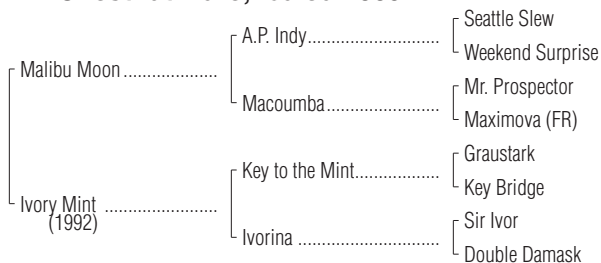 Seattle Slew
A.P. Indy
Weekend Surprise
Malibu Moon
Mr. Prospector
Macoumba
Maximova (FR)
Graustark
Key to the Mint
Key Bridge
Ivory Mint
(1992)
Sir Ivor
Ivorina
Double Damask